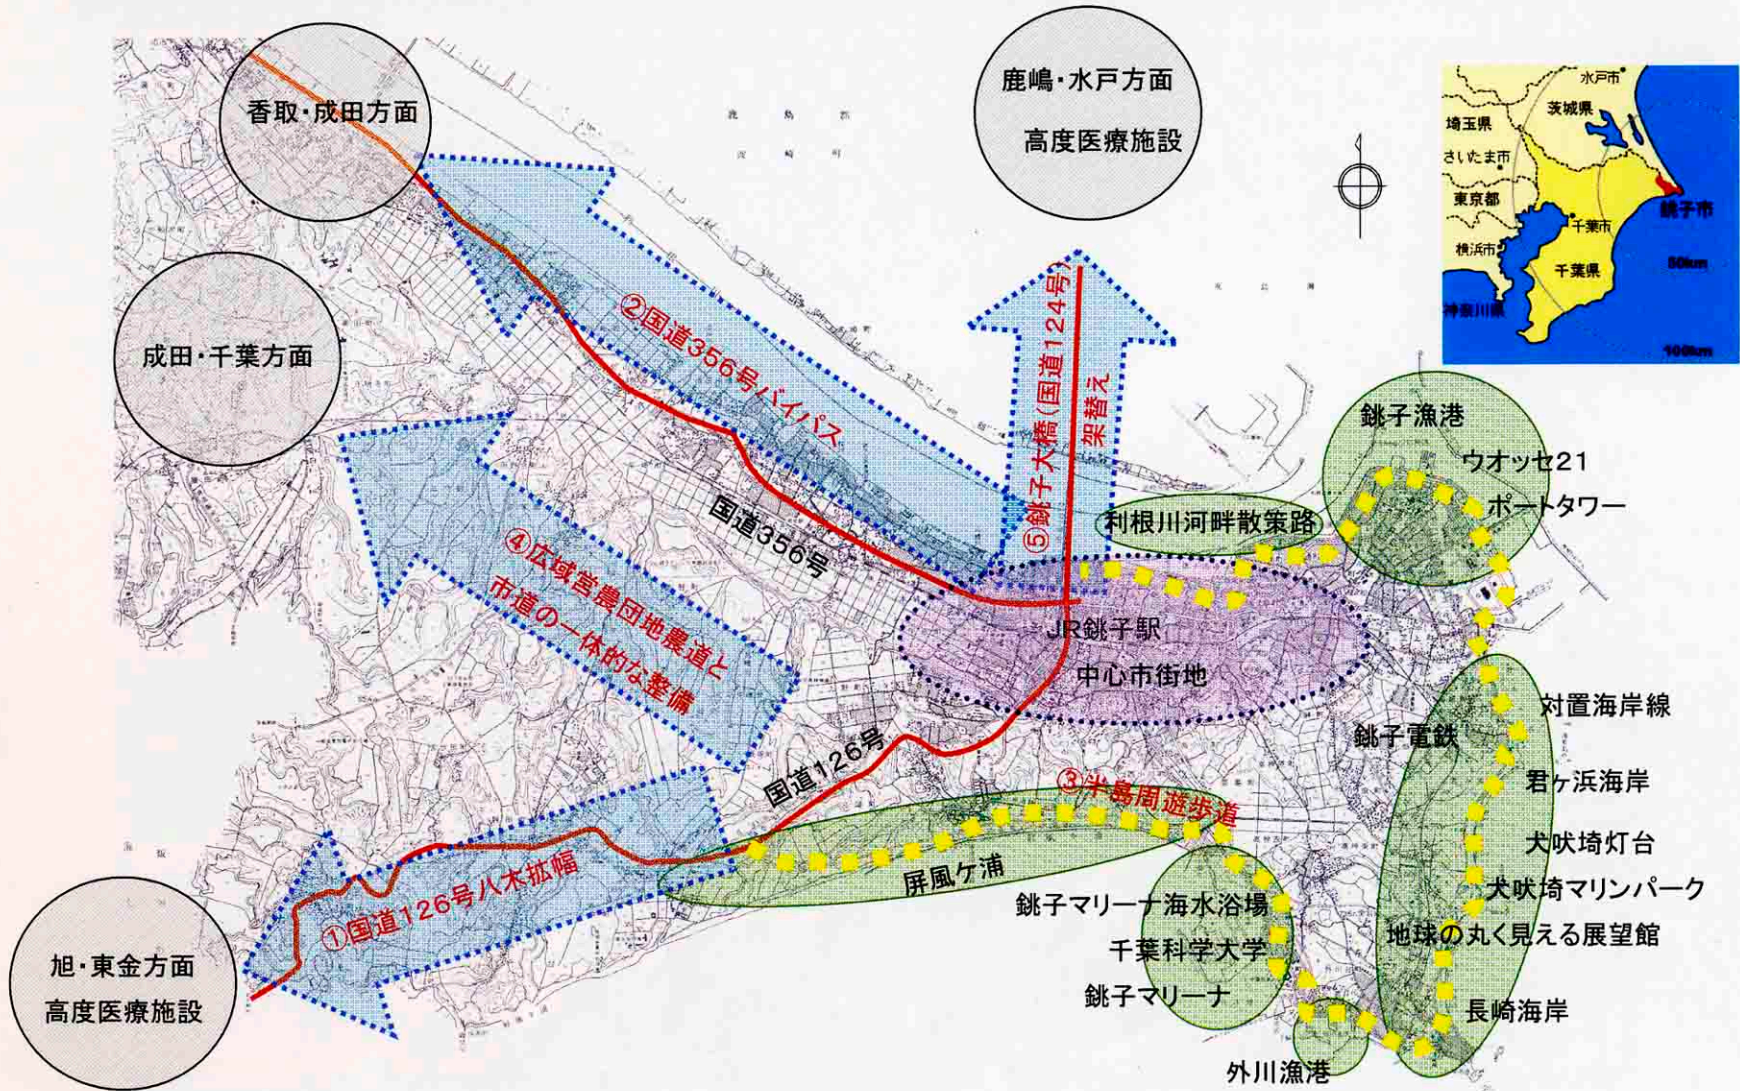 香取・成田方面
鹿嶋・水戸方面
高度医療施設
水戸市
茨城県
埼玉県
さいたま市
東京都
銚子市
千葉市
横浜市
千葉県
50km
神奈川県
100km
成田・千葉方面
②国道356号バイパス
⑤銚子大橋(国道124号)
架替え
銚子漁港
ウオッセ21
ポートタワー
利根川河畔散策路
国道356号
④広域営農団地農道と
市道の一体的な整備
JR銚子駅
中心市街地
対置海岸線
銚子電鉄
国道126号
君ヶ浜海岸
③半島周遊歩道
犬吠埼灯台
①国道126号八木拡幅
屏風ケ浦
犬吠埼マリンパーク
銚子マリーナ海水浴場
地球の丸く見える展望館
千葉科学大学
旭・東金方面
高度医療施設
銚子マリーナ
長崎海岸
外川漁港